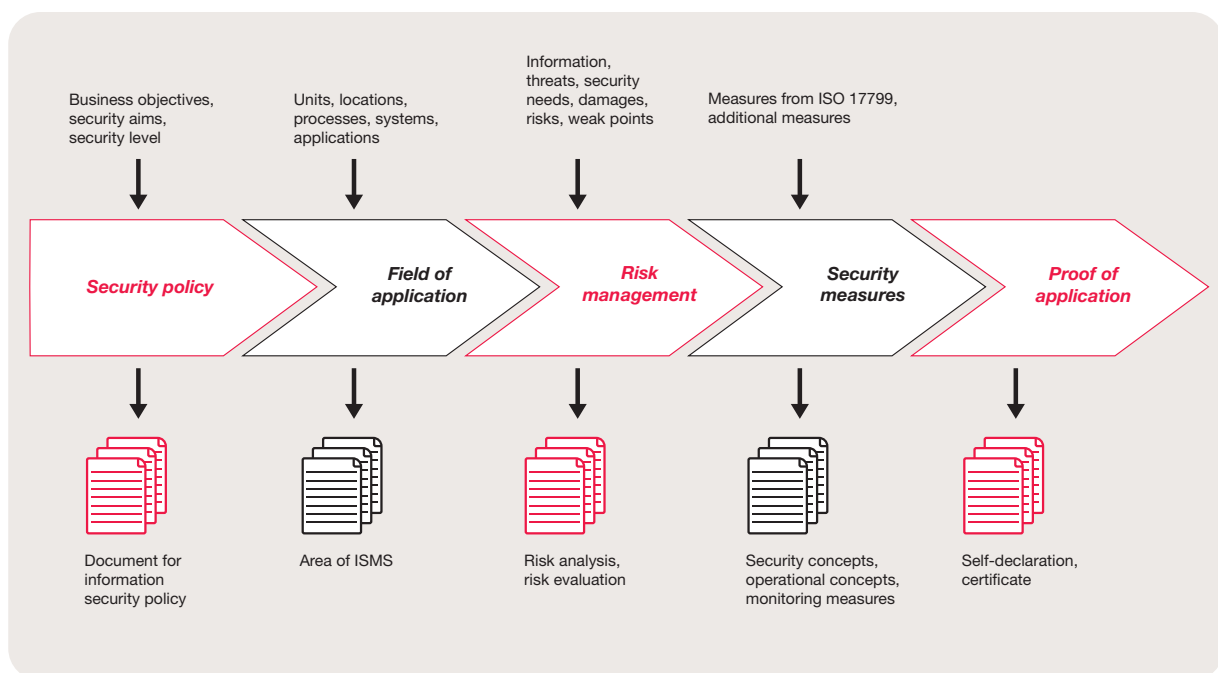 Business objectives,
security aims,
security level
Units, locations,
processes, systems,
applications
Information,
threats, security
needs, damages,
risks, weak points
Measures from ISO 17799,
additional measures
Security policy
Field of
application
Risk
management
Security
measures
Proof of
application
Document for
information
security policy
Area of ISMS
Risk analysis,
risk evaluation
Security concepts,
operational concepts,
monitoring measures
Self-declaration,
certificate